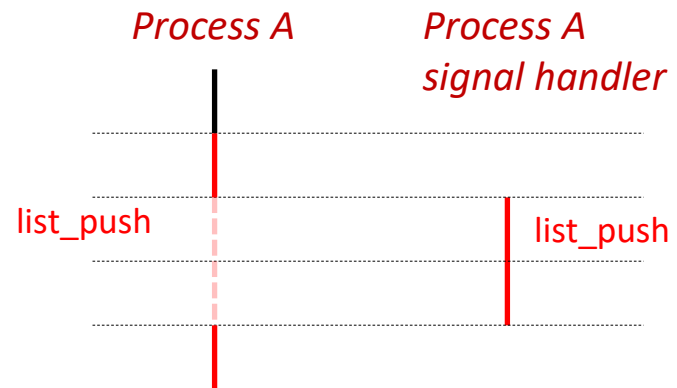 Process A
Process A
signal handler
list_push
list_push